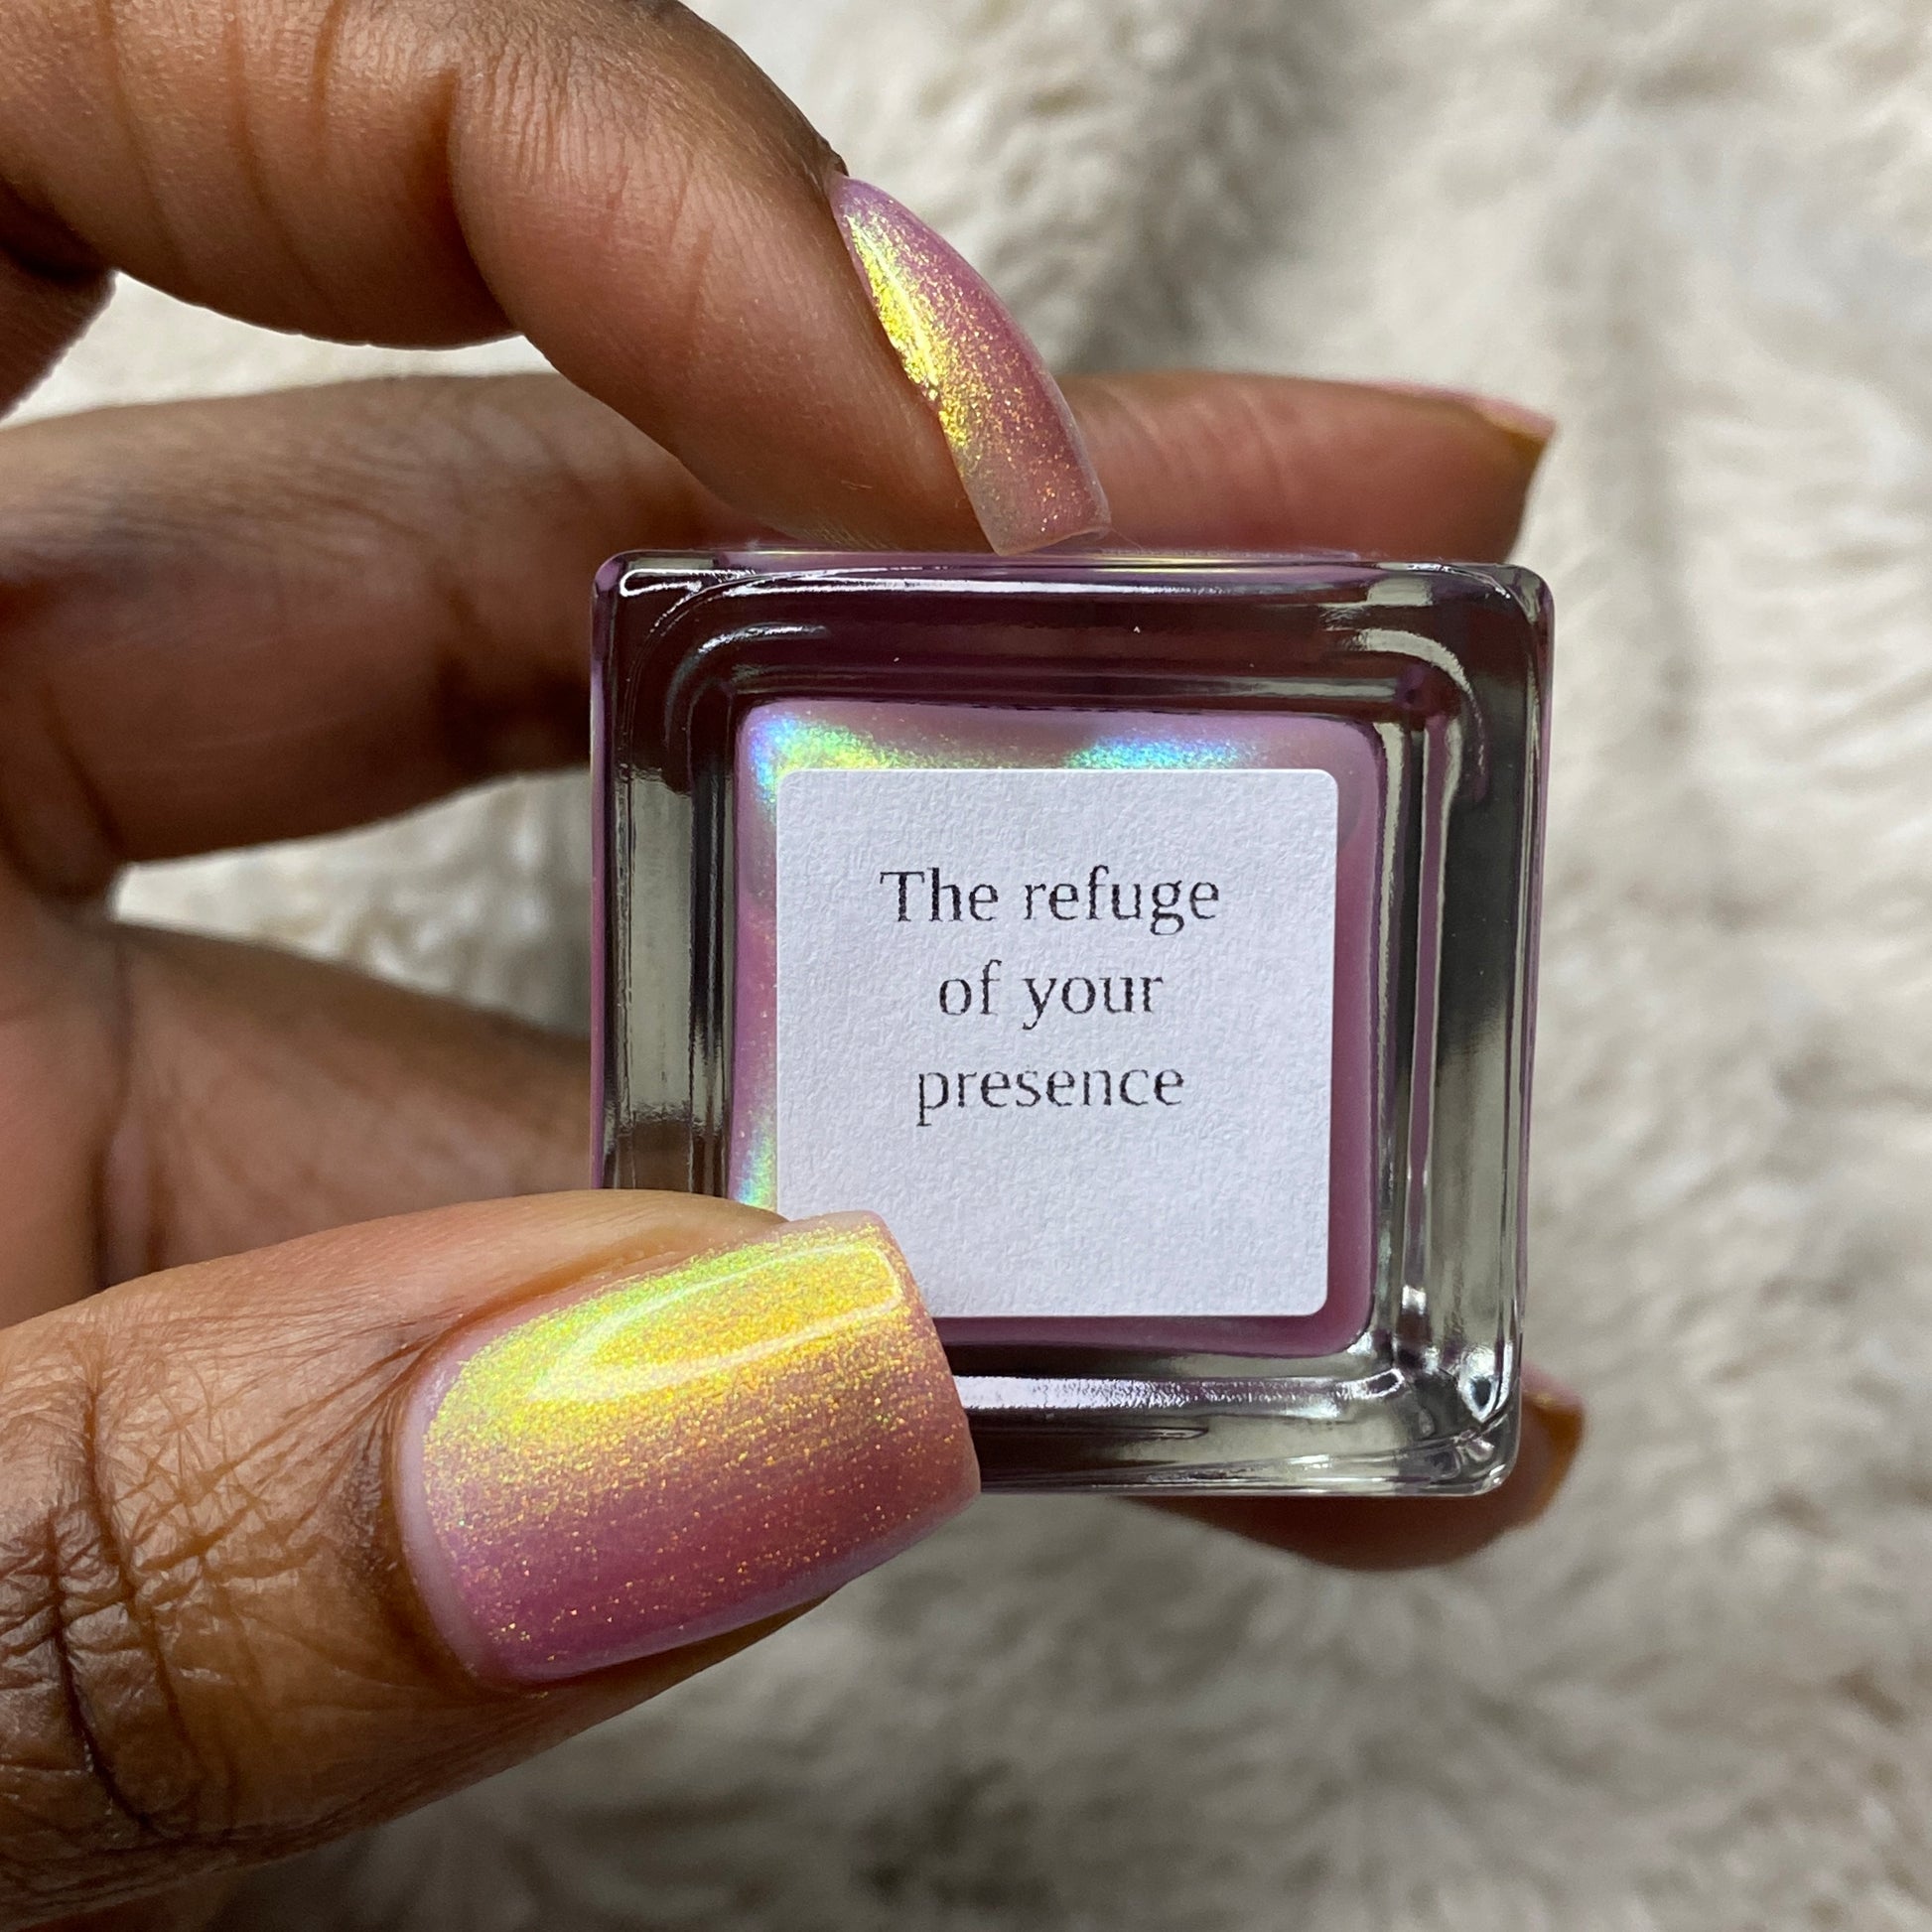 The refuge
of your
presence